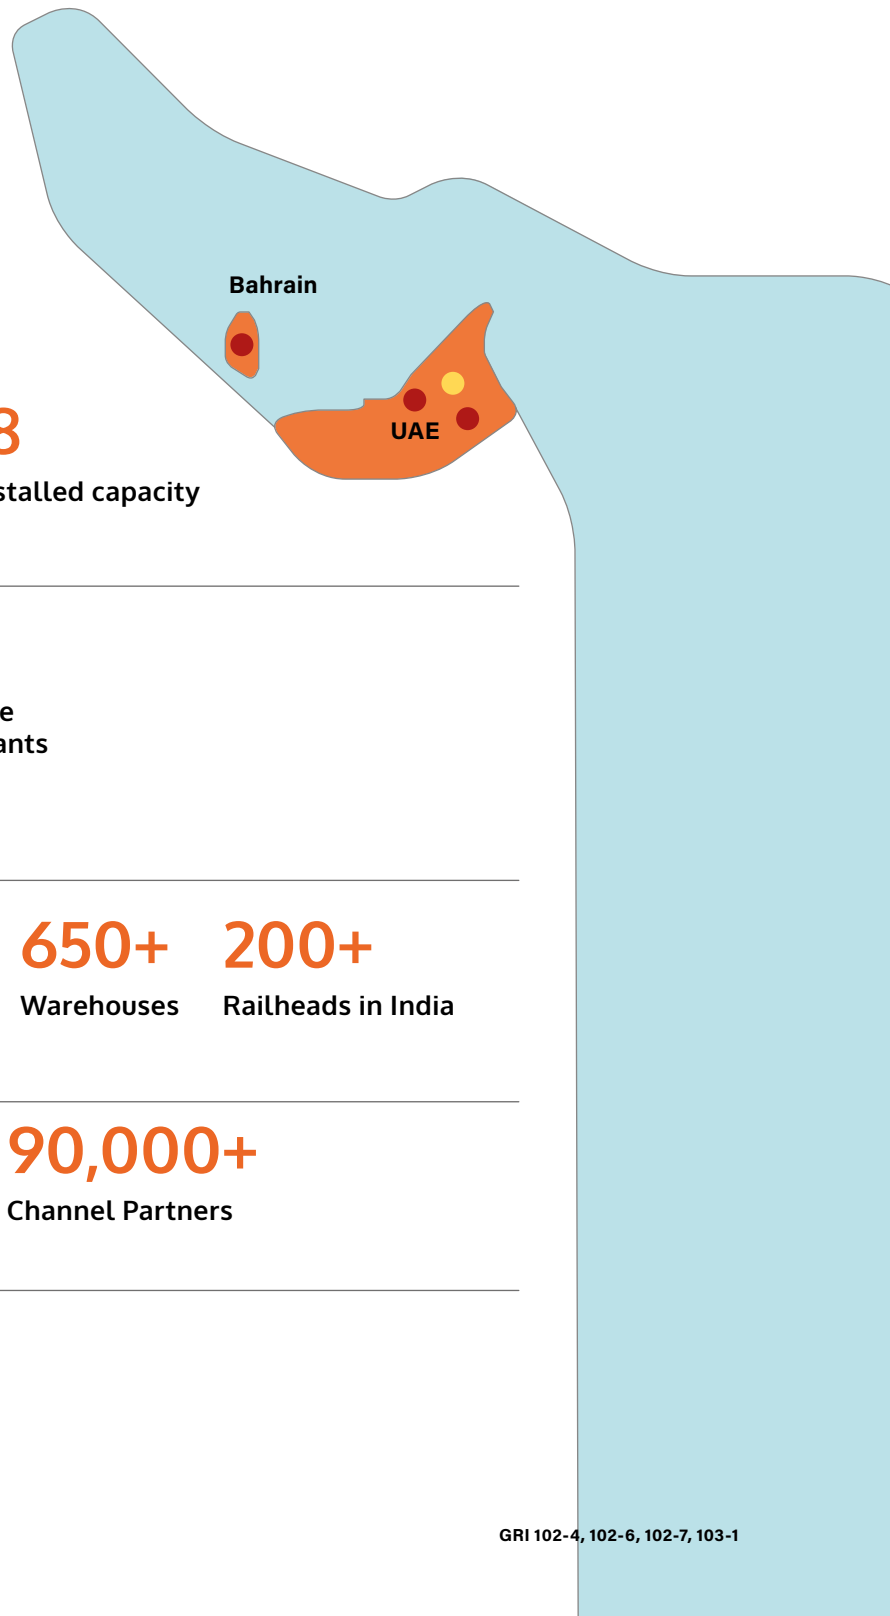 Bahrain
UAE
8
stalled capacity
e
ants
650+ 200+
Warehouses Railheads in India
90,000+
Channel Partners
GRI 102-4, 102-6, 102-7, 103-1